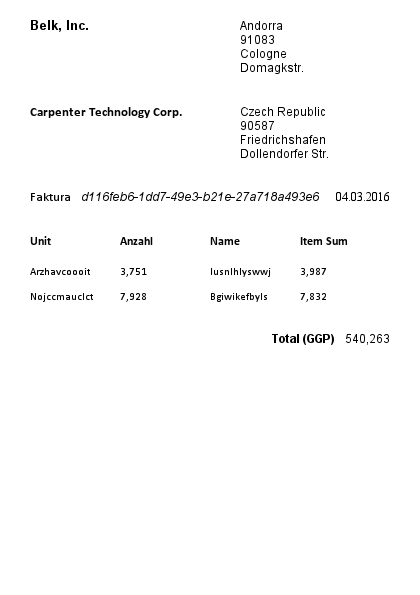 Belk, Inc. Andorra
91083
Cologne
Domagkstr.
Carpenter Technology Corp. Czech Republic
90587
Friedrichshafen
Dollendorfer Str.
Faktura d116feb6-1dd7-49e3-b21e-27a718a493e6 04.03.2016
Unit Anzahl Name Item Sum
Arzhavcoooit 3,751 Iusnlhlyswwj 3,987
Nojccmauclct 7,928 Bgiwikefbyls 7,832
Total (GGP) 540,263